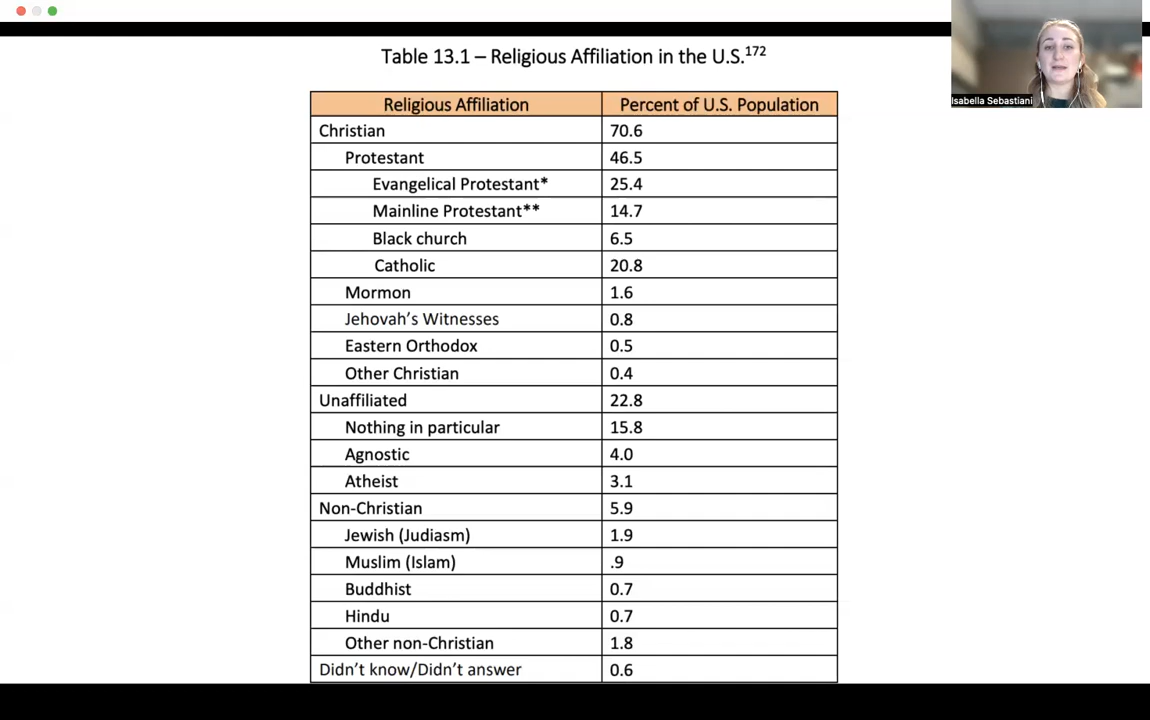 Table 13.1 – Religious Affiliation in the U.S.172
Isabella Sebastiani
Religious Affiliation Percent of U.S. Population
Christian 70.6
Protestant 46.5
Evangelical Protestant* 25.4
Mainline Protestant** 14.7
Black church 6.5
Catholic 20.8
Mormon 1.6
Jehovah's Witnesses 0.8
Eastern Orthodox 0.5
Other Christian 0.4
Unaffiliated 22.8
Nothing in particular 15.8
Agnostic 4.0
Atheist 3.1
Non-Christian 5.9
Jewish (Judiasm) 1.9
Muslim (Islam) .9
Buddhist 0.7
Hindu 0.7
Other non-Christian 1.8
Didn't know/Didn't answer 0.6